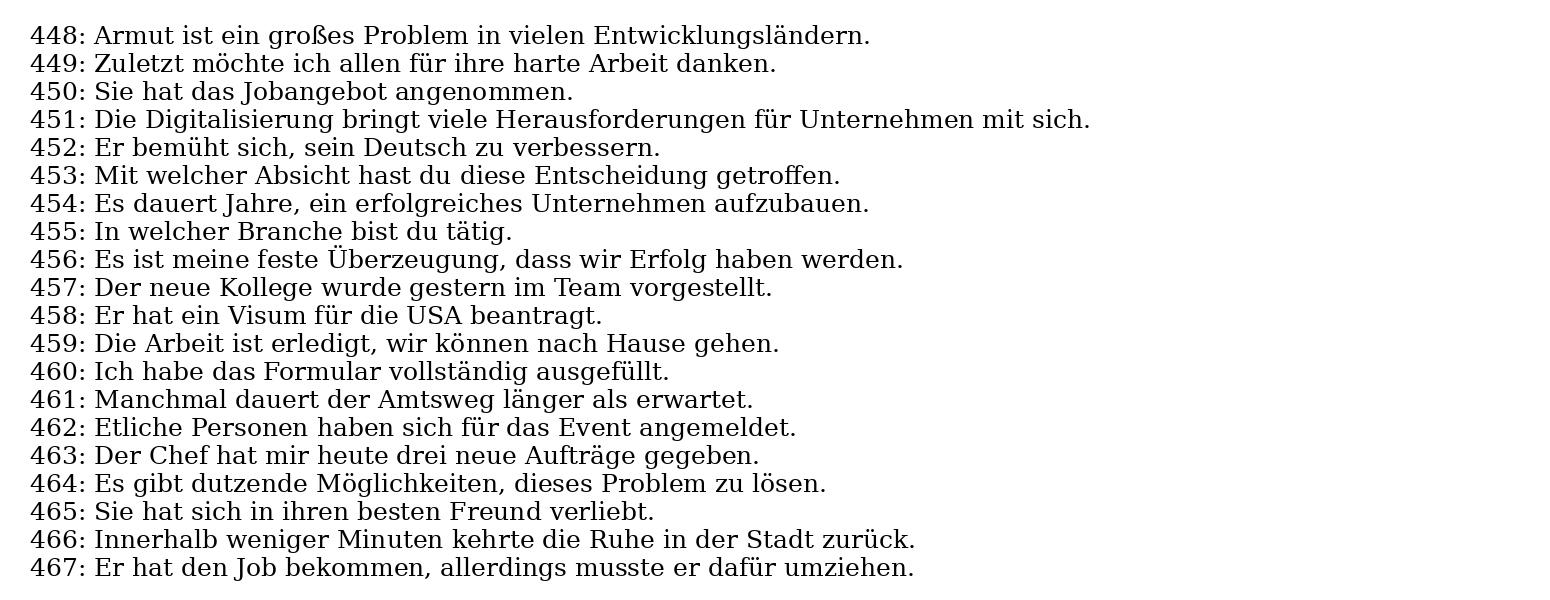 448: Armut ist ein großes Problem in vielen Entwicklungsländern.
449: Zuletzt möchte ich allen für ihre harte Arbeit danken.
450: Sie hat das Jobangebot angenommen.
451: Die Digitalisierung bringt viele Herausforderungen für Unternehmen mit sich.
452: Er bemüht sich, sein Deutsch zu verbessern.
453: Mit welcher Absicht hast du diese Entscheidung getroffen.
454: Es dauert Jahre, ein erfolgreiches Unternehmen aufzubauen.
455: In welcher Branche bist du tätig.
456: Es ist meine feste Überzeugung, dass wir Erfolg haben werden.
457: Der neue Kollege wurde gestern im Team vorgestellt.
458: Er hat ein Visum für die USA beantragt.
459: Die Arbeit ist erledigt, wir können nach Hause gehen.
460: Ich habe das Formular vollständig ausgefüllt.
461: Manchmal dauert der Amtsweg länger als erwartet.
462: Etliche Personen haben sich für das Event angemeldet.
463: Der Chef hat mir heute drei neue Aufträge gegeben.
464: Es gibt dutzende Möglichkeiten, dieses Problem zu lösen.
465: Sie hat sich in ihren besten Freund verliebt.
466: Innerhalb weniger Minuten kehrte die Ruhe in der Stadt zurück.
467: Er hat den Job bekommen, allerdings musste er dafür umziehen.